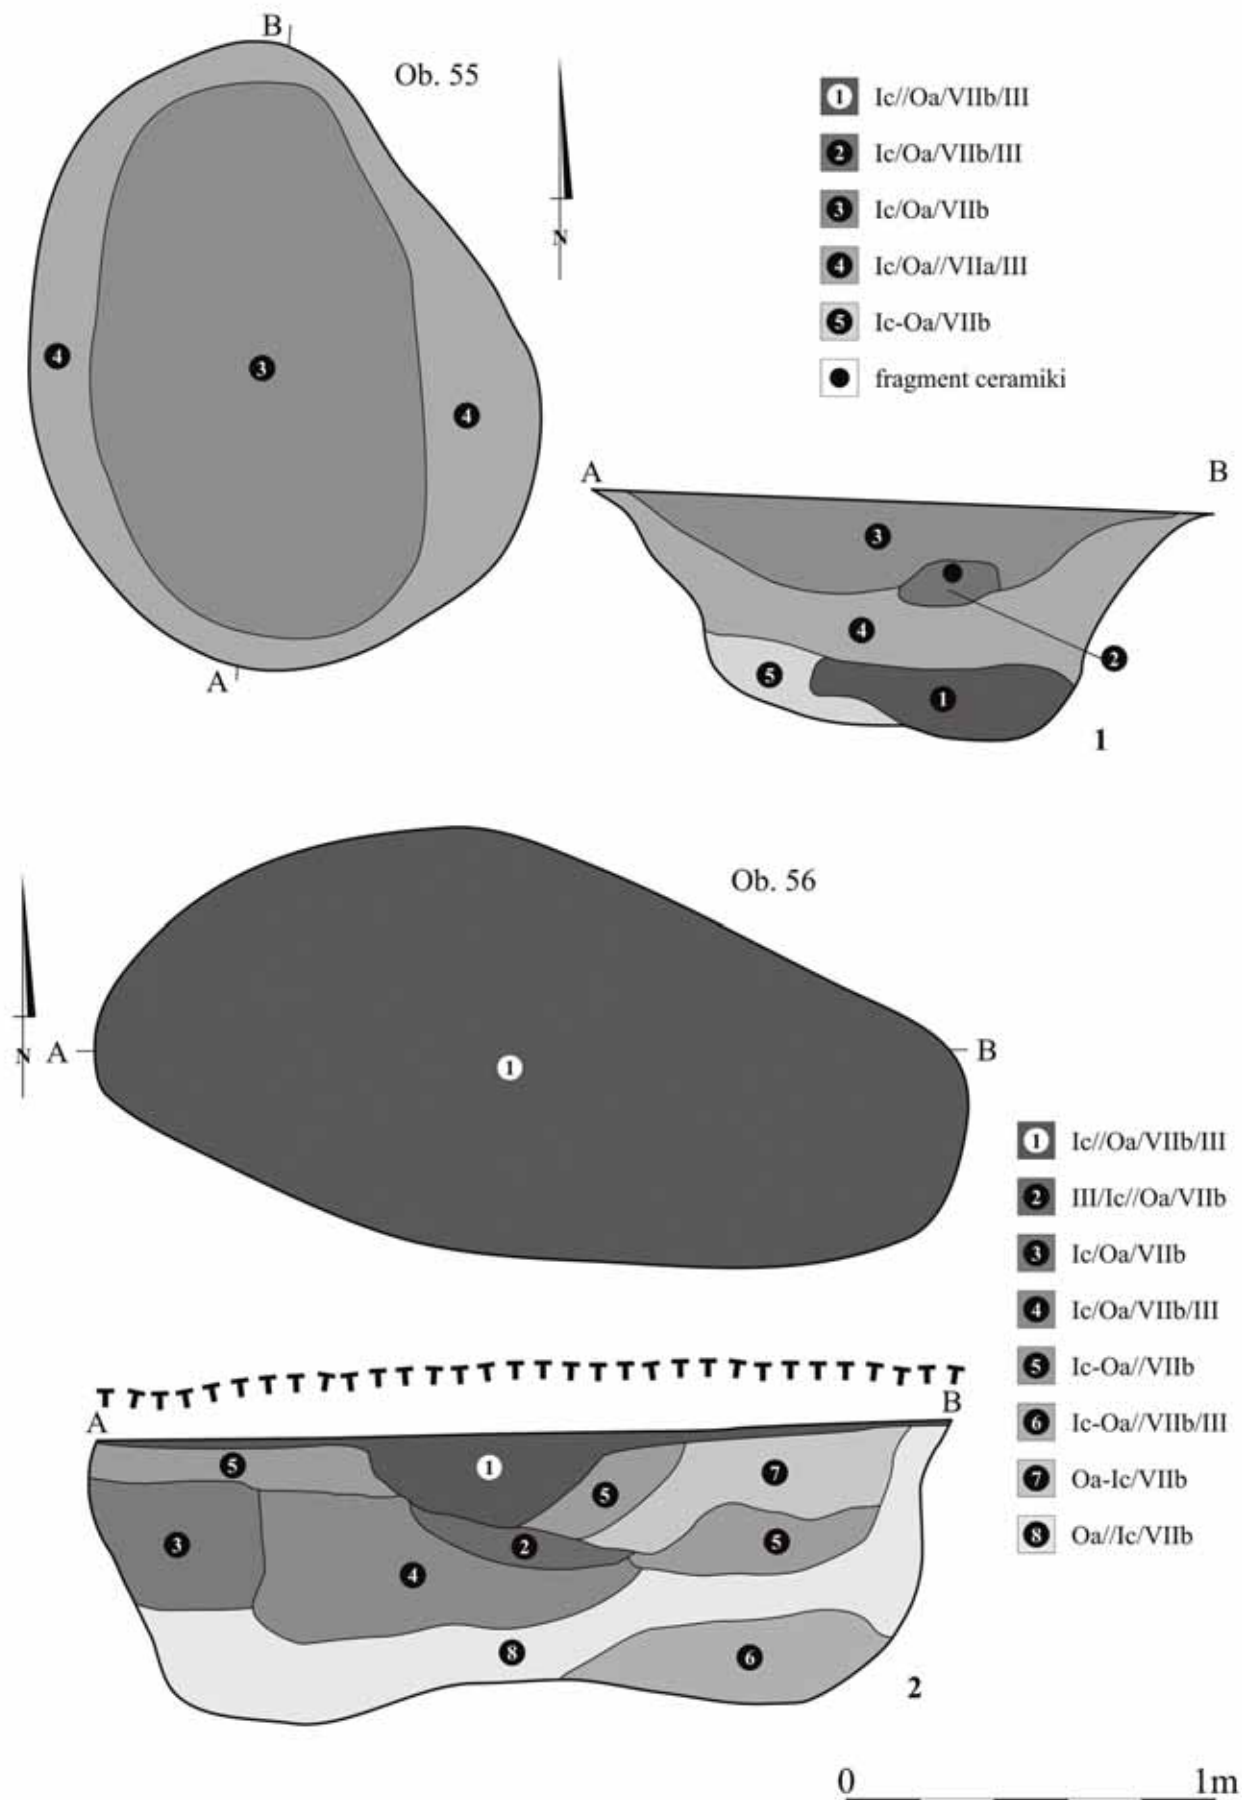 B
Ob. 55
N
4
3
4
A
1 Ic//Oa/VIIb/III
2 Ic/Oa/VIIb/III
3 Ic/Oa/VIIb
4 Ic/Oa//VIIa/III
5 Ic-Oa/VIIb
fragment ceramiki
A B
3
4
2
5
1
1
Ob. 56
N A
1
B
1 Ic//Oa/VIIb/III
2 III/Ic//Oa/VIIb
3 Ic/Oa/VIIb
4 Ic/Oa/VIIb/III
5 Ic-Oa//VIIb
6 Ic-Oa//VIIb/III
7 Oa-Ic/VIIb
8 Oa//Ic/VIIb
A B
5
1
5
7
3
2
5
4
8
6
2
0 1m